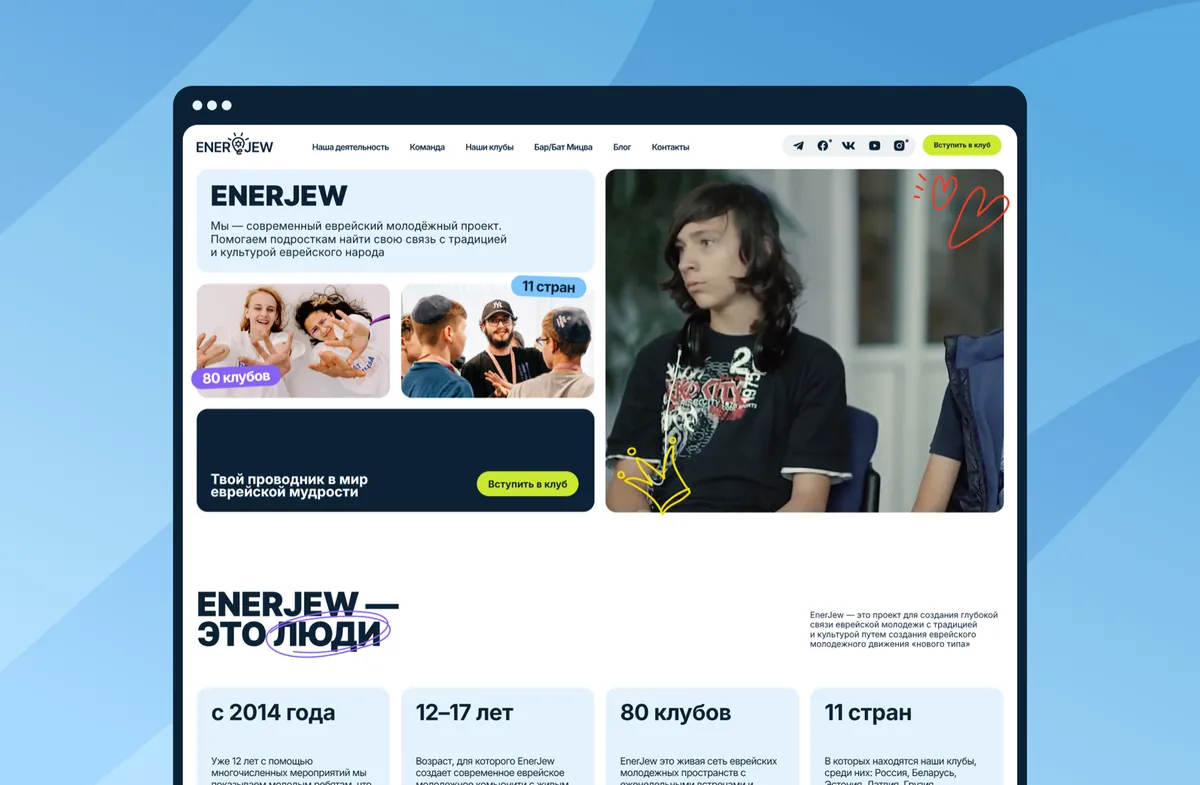 ENERJEW
Наша деятельность
Команда
Наши клубы
Бар/Бат Мицва
Блог
Контакты
Вступить в клуб
ENERJEW
Мы — современный еврейский молодёжный проект.
Помогаем подросткам найти свою связь с традицией
и культурой еврейского народа
80 клубов
11 стран
Твой проводник в мир
еврейской мудрости
Вступить в клуб
ENERJEW —
ЭТО ЛЮДИ
EnerJew — это проект для создания глубокой
связи еврейской молодежи с традицией
и культурой путем создания еврейского
молодежного движения «нового типа»
с 2014 года
Уже 12 лет с помощью
многочисленных мероприятий мы
12–17 лет
Возраст, для которого EnerJew
создает современное еврейское
80 клубов
EnerJew это живая сеть еврейских
молодежных пространств с
11 стран
В которых находятся наши клубы,
среди них: Россия, Беларусь,